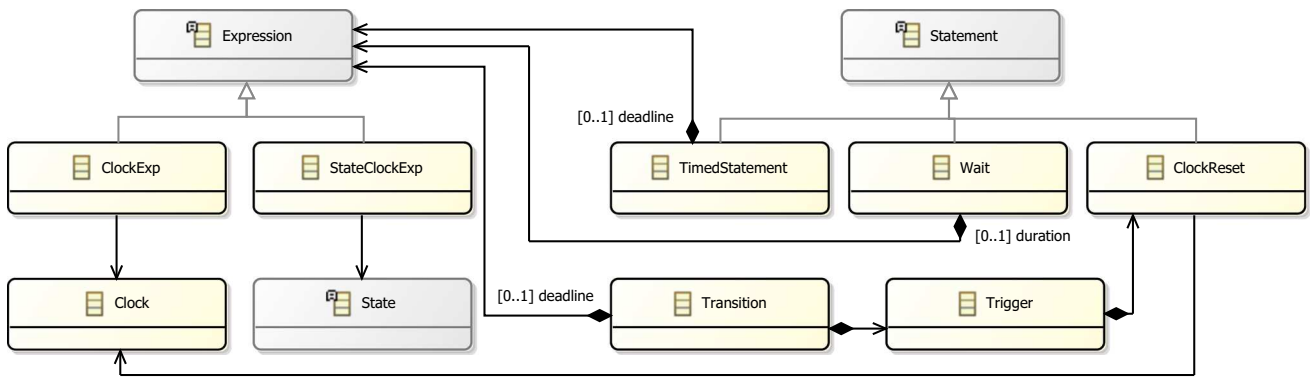 Expression
Statement
[0..1] deadline
ClockExp
StateClockExp
TimedStatement
Wait
ClockReset
[0..1] duration
[0..1] deadline
Clock
State
Transition
Trigger